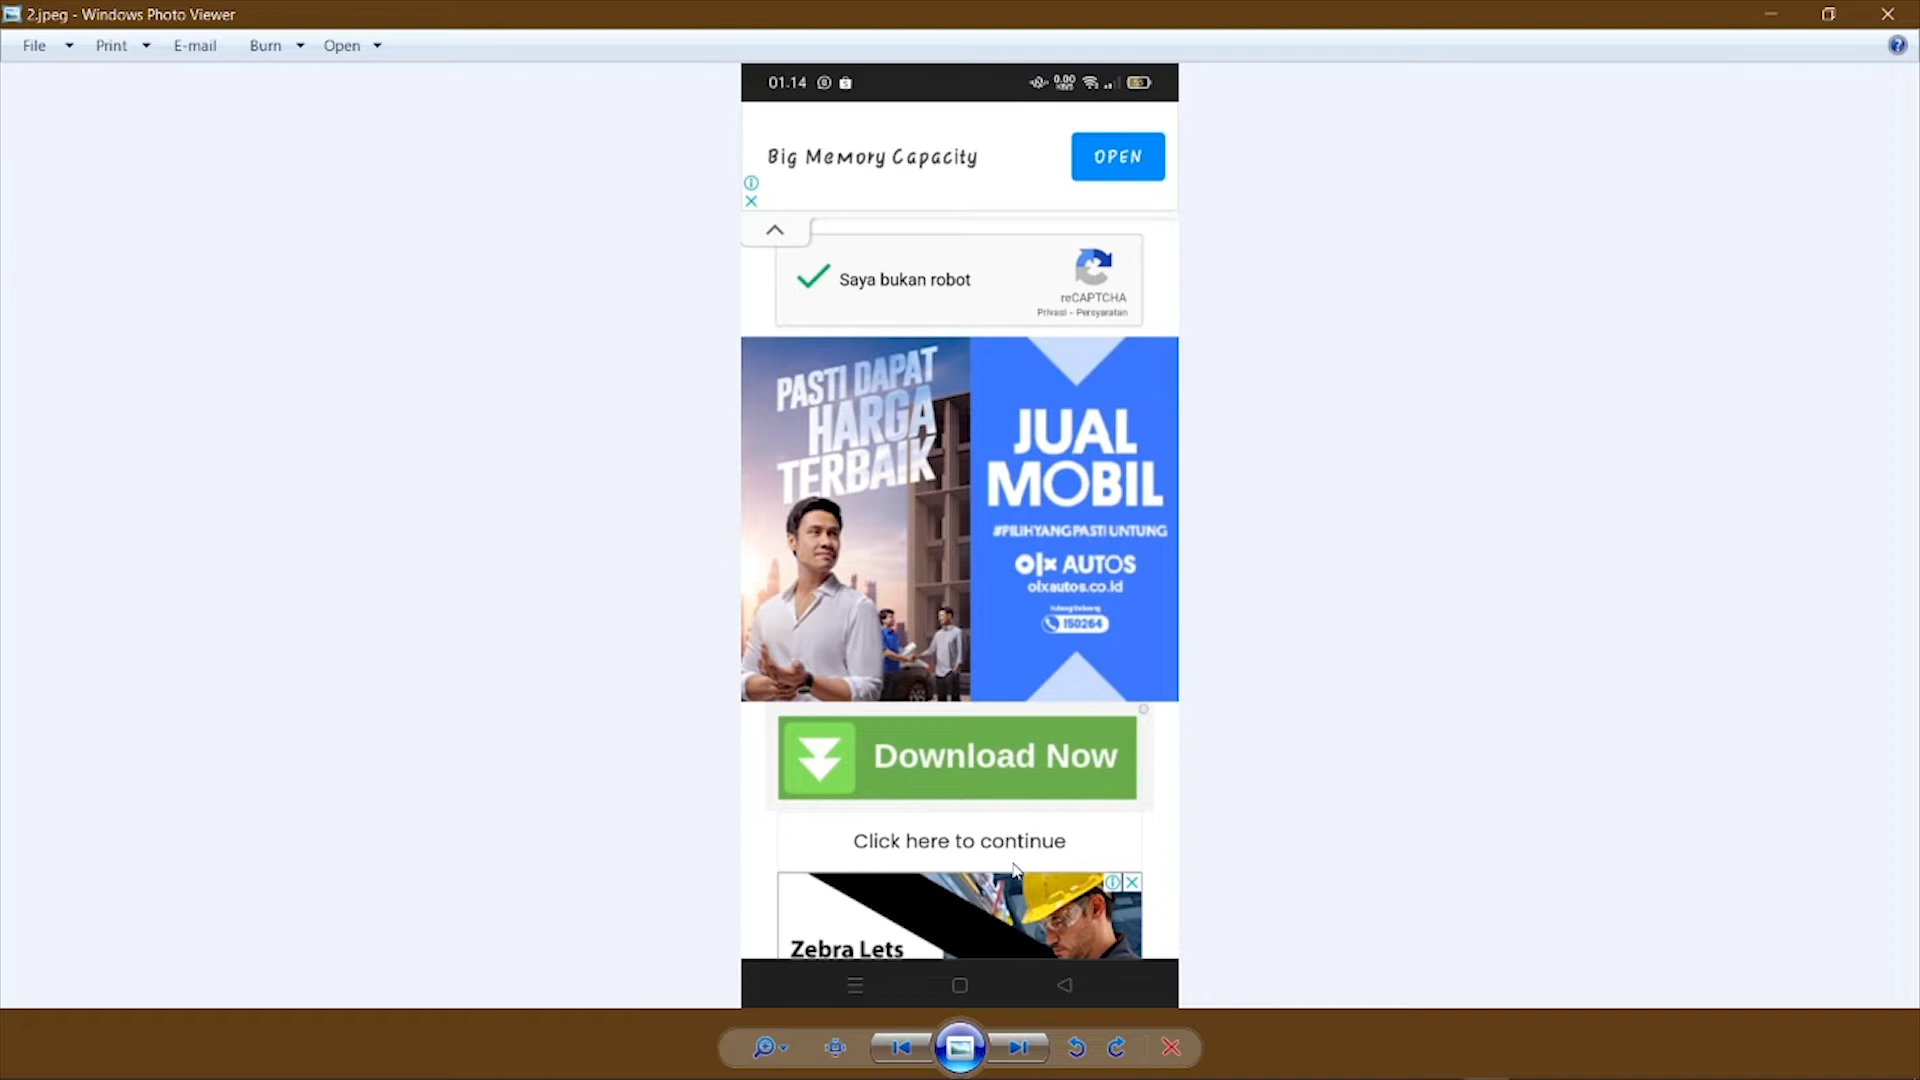 2.jpeg - Windows Photo Viewer
File Print E-mail Burn Open
01.14 0.00
Big Memory Capacity
OPEN
Saya bukan robot
reCAPTCHA
Privasi - Persyaratan
PASTI DAPAT
HARGA
TERBAIK
JUAL
MOBIL
#PILIHYANGPASTIUNTUNG
olx AUTOS
olxautos.co.id
150264
Download Now
Click here to continue
Zebra Lets